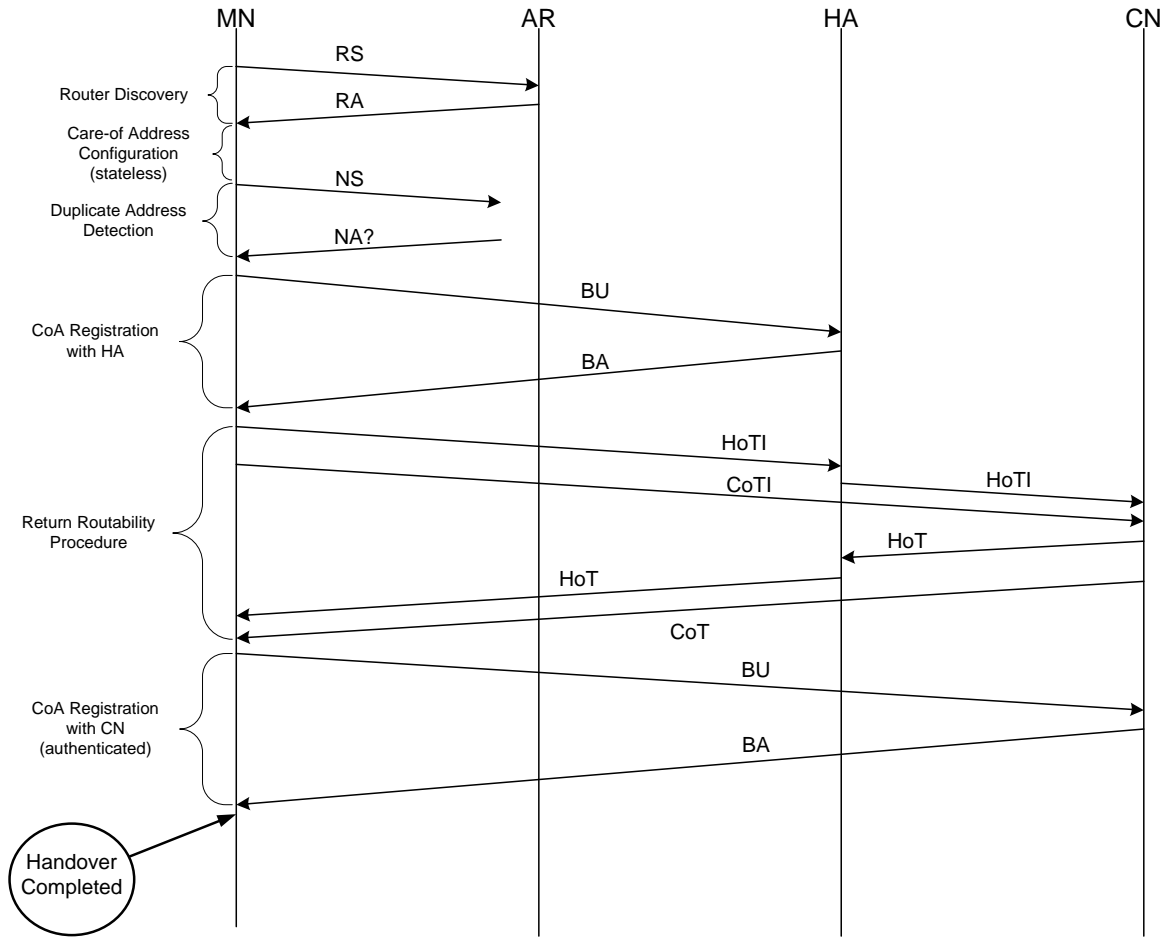 MN
AR
HA
CN
RS
Router Discovery
RA
Care-of Address
Configuration
(stateless)
NS
Duplicate Address
Detection
NA?
BU
CoA Registration
with HA
BA
HoTI
CoTI
HoTI
Return Routability
Procedure
HoT
HoT
CoT
BU
CoA Registration
with CN
(authenticated)
BA
Handover
Completed